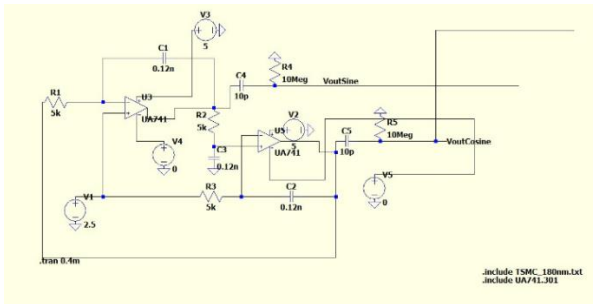 V3
5
C1
0.12n
R4
10Meg
VoutSine
C4
10p
R1
5k
U3
UA741
R2
5k
V2
5
U5
UA741
R5
10Meg
C5
10p
VoutCosine
V4
0
C3
0.12n
V5
0
V1
2.5
R3
5k
C2
0.12n
.tran 0.4m
.include TSMC_180nm.txt
.include UA741.301